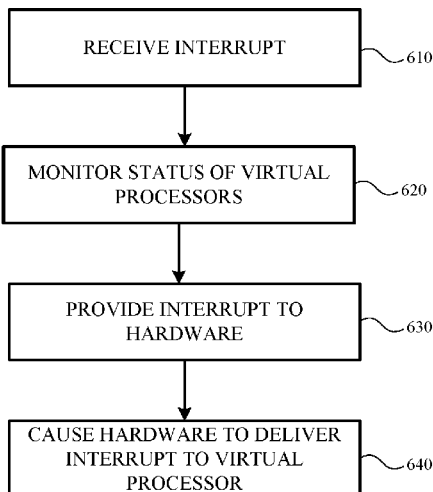 RECEIVE INTERRUPT
610
MONITOR STATUS OF VIRTUAL
PROCESSORS
620
PROVIDE INTERRUPT TO
HARDWARE
630
CAUSE HARDWARE TO DELIVER
INTERRUPT TO VIRTUAL
PROCESSOR
640